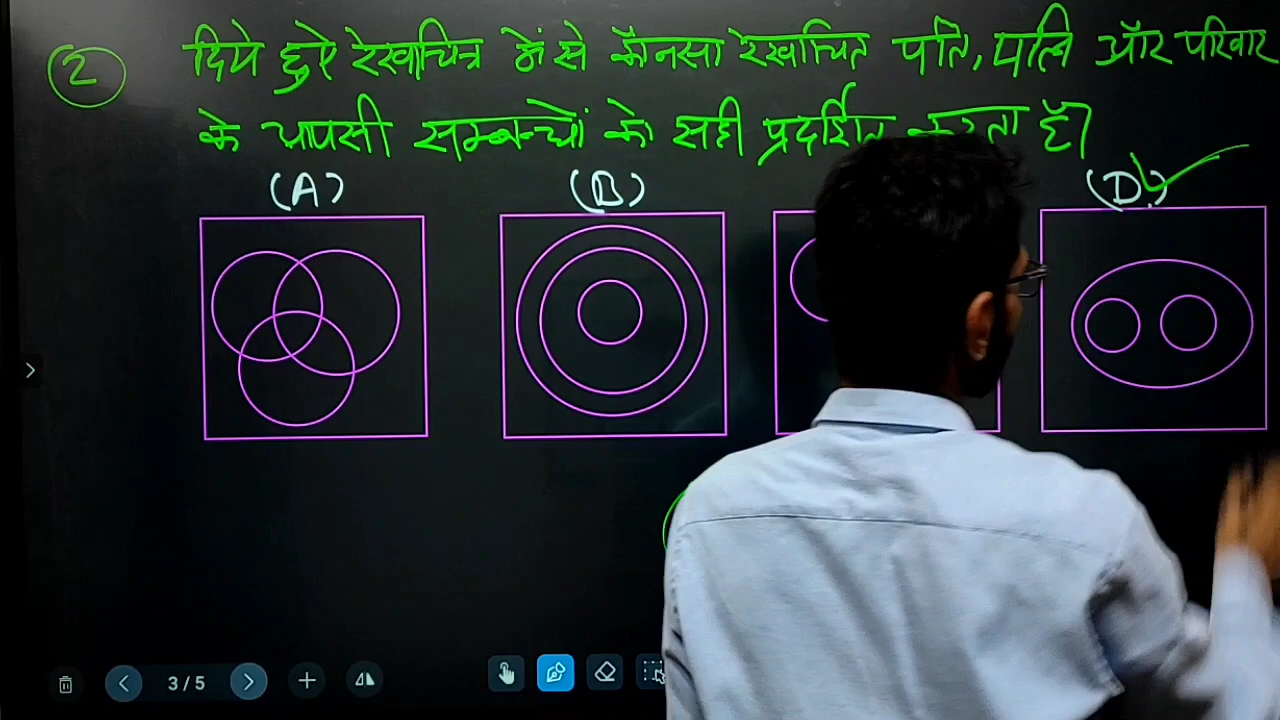 (2) दिये हुऐ रेखाचित्र में से कौनसा रेखाचित्र पति, पत्नि और परिवार
के आपसी सम्बन्धों को सही प्रदर्शित करता है।
(A) (B) (D)
3 / 5